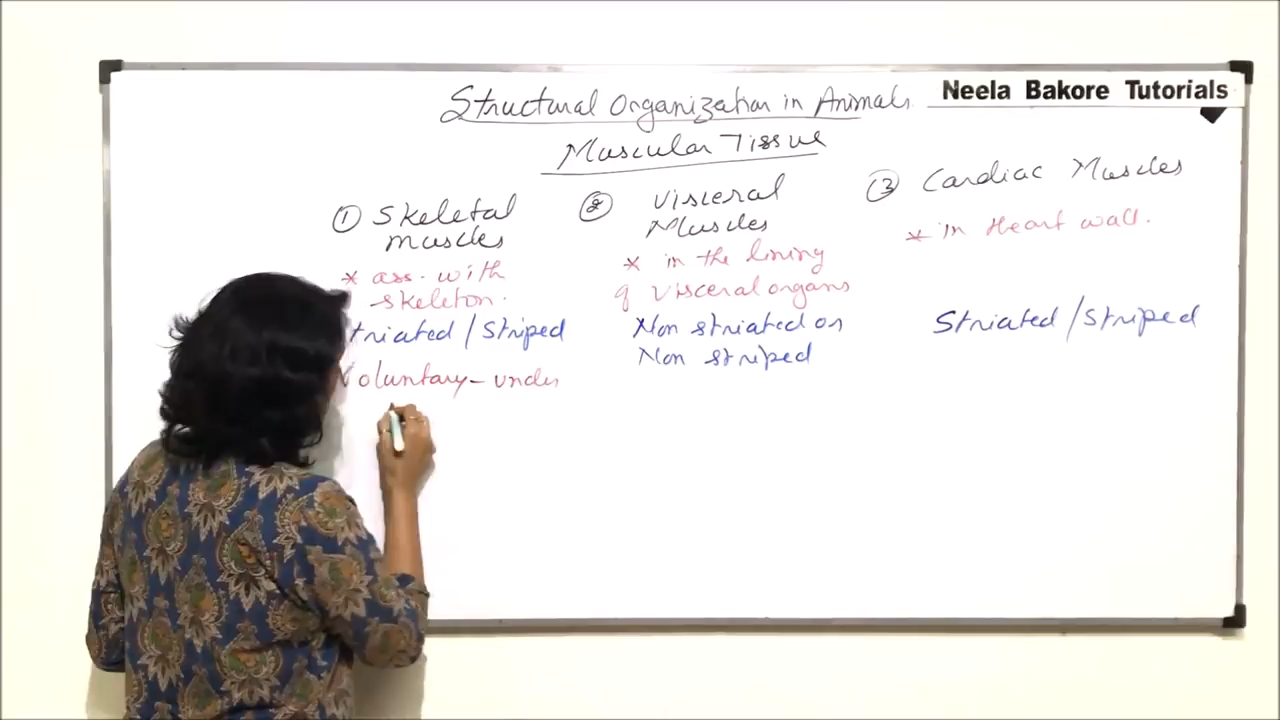 Structural Organization in Animals
Neela Bakore Tutorials
Muscular Tissue
① Skeletal
muscles
* ass. with
skeleton.
triated / Striped
Voluntary - under
② Visceral
Muscles
* in the lining
of visceral organs
Non striated or
Non striped
③ Cardiac Muscles
* in Heart wall.
Striated / Striped